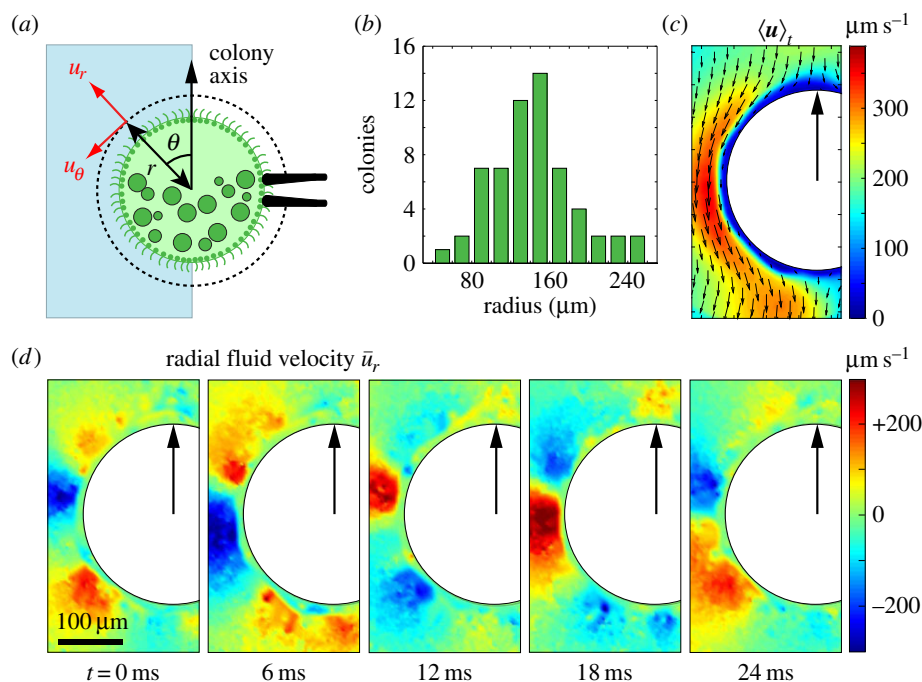 (a)
colony
axis
u_r
u_θ
r
θ
(b)
16
12
8
4
0
colonies
80
160
240
radius (μm)
(c)
⟨u⟩_t
μm s⁻¹
300
200
100
0
(d)
radial fluid velocity ū_r
μm s⁻¹
+200
+100
0
–100
–200
100 μm
t = 0 ms
6 ms
12 ms
18 ms
24 ms